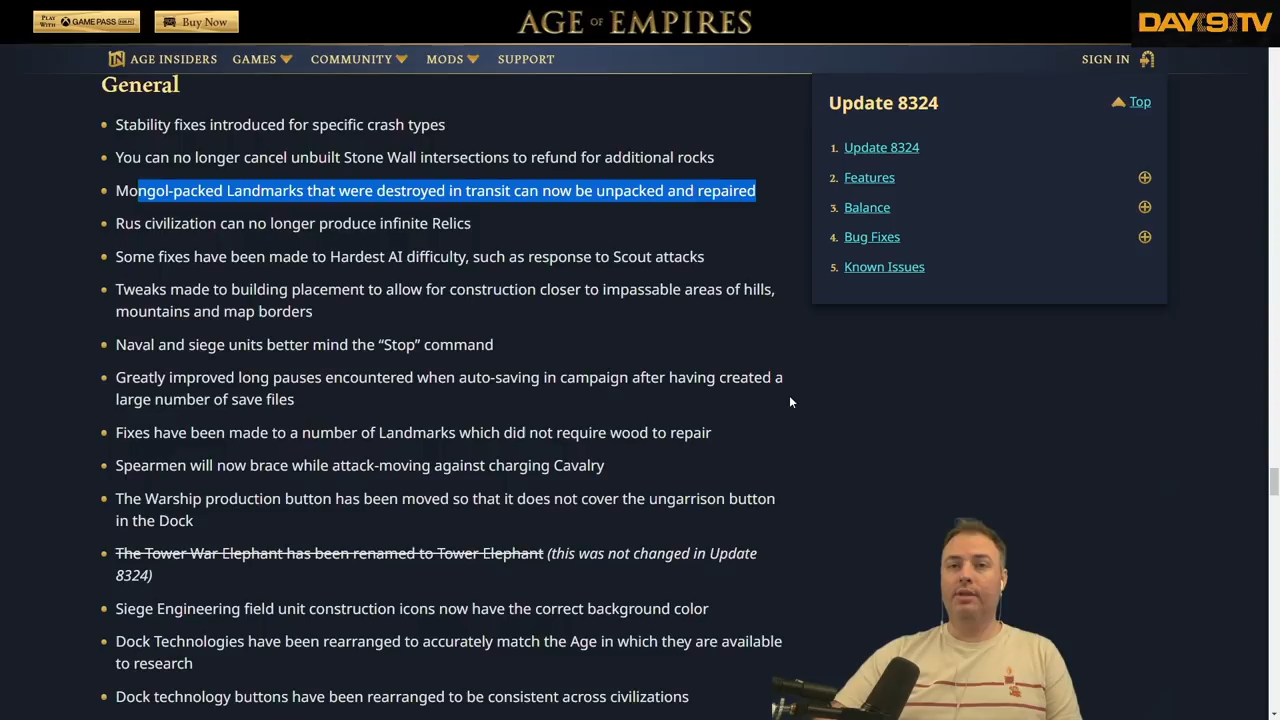 PLAY WITH XBOX GAME PASS FOR PC
Buy Now
AGE OF EMPIRES
DAY[9]TV
AGE INSIDERS
GAMES
COMMUNITY
MODS
SUPPORT
SIGN IN
General
Stability fixes introduced for specific crash types
You can no longer cancel unbuilt Stone Wall intersections to refund for additional rocks
Mongol-packed Landmarks that were destroyed in transit can now be unpacked and repaired
Rus civilization can no longer produce infinite Relics
Some fixes have been made to Hardest AI difficulty, such as response to Scout attacks
Tweaks made to building placement to allow for construction closer to impassable areas of hills,
mountains and map borders
Naval and siege units better mind the “Stop” command
Greatly improved long pauses encountered when auto-saving in campaign after having created a
large number of save files
Fixes have been made to a number of Landmarks which did not require wood to repair
Spearmen will now brace while attack-moving against charging Cavalry
The Warship production button has been moved so that it does not cover the ungarrison button
in the Dock
The Tower War Elephant has been renamed to Tower Elephant (this was not changed in Update
8324)
Siege Engineering field unit construction icons now have the correct background color
Dock Technologies have been rearranged to accurately match the Age in which they are available
to research
Dock technology buttons have been rearranged to be consistent across civilizations
Update 8324
Top
1. Update 8324
2. Features
3. Balance
4. Bug Fixes
5. Known Issues